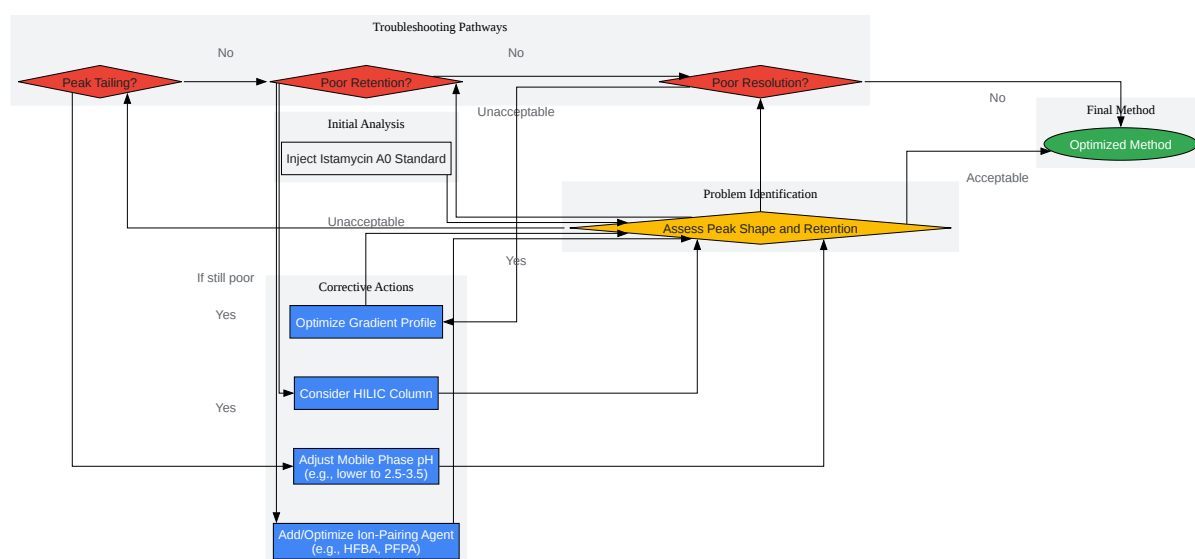 Troubleshooting Pathways
No
No
Peak Tailing?
Poor Retention?
Poor Resolution?
No
Unacceptable
Final Method
Initial Analysis
Optimized Method
Inject Istamycin A0 Standard
Acceptable
Problem Identification
Unacceptable
Assess Peak Shape and Retention
Yes
If still poor
Corrective Actions
Yes
Optimize Gradient Profile
Consider HILIC Column
Yes
Adjust Mobile Phase pH
(e.g., lower to 2.5-3.5)
Add/Optimize Ion-Pairing Agent
(e.g., HFBA, PFPA)